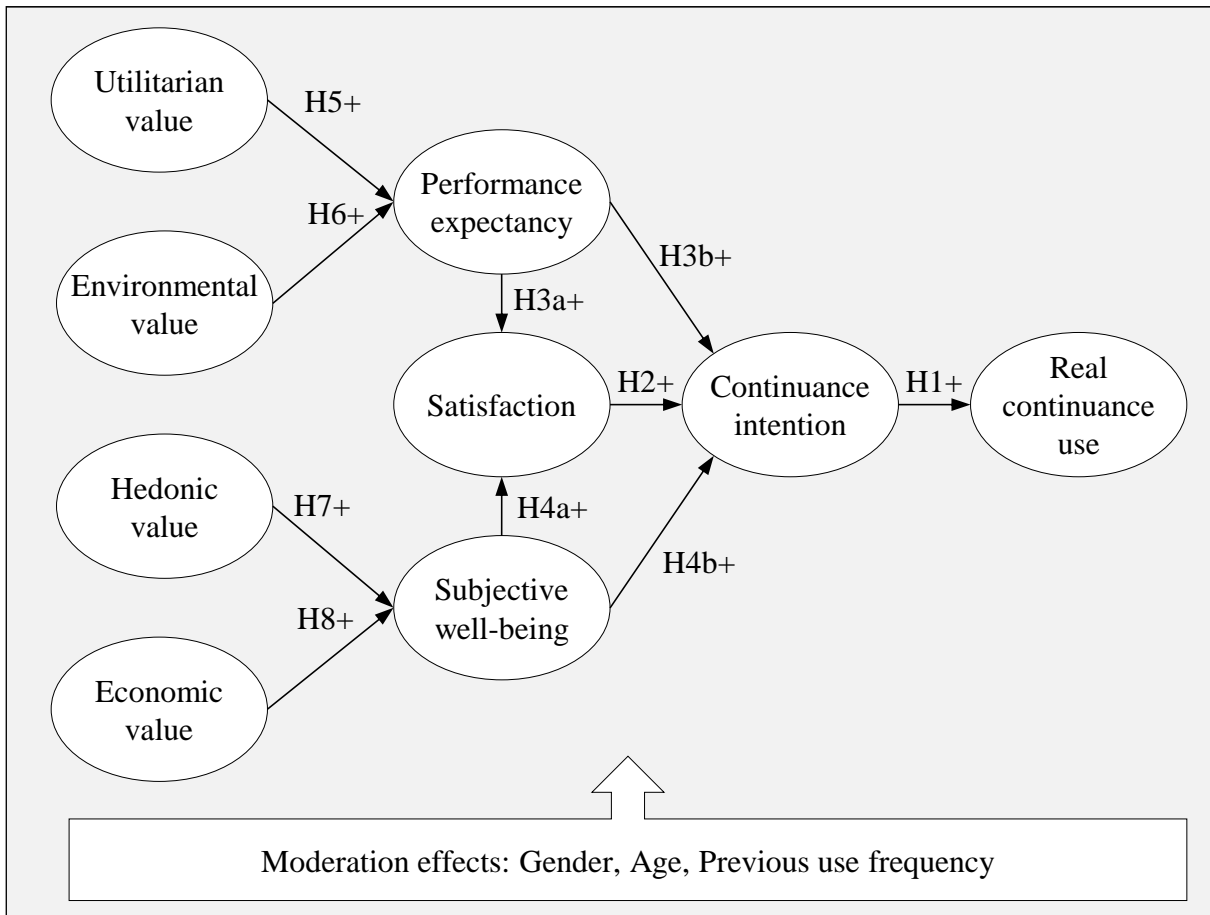 Utilitarian
value
H5+
Performance
expectancy
H6+
Environmental
value
H3a+
H3b+
Satisfaction
H2+
Continuance
intention
H1+
Real
continuance
use
Hedonic
value
H7+
H4a+
H4b+
Subjective
well-being
H8+
Economic
value
Moderation effects: Gender, Age, Previous use frequency